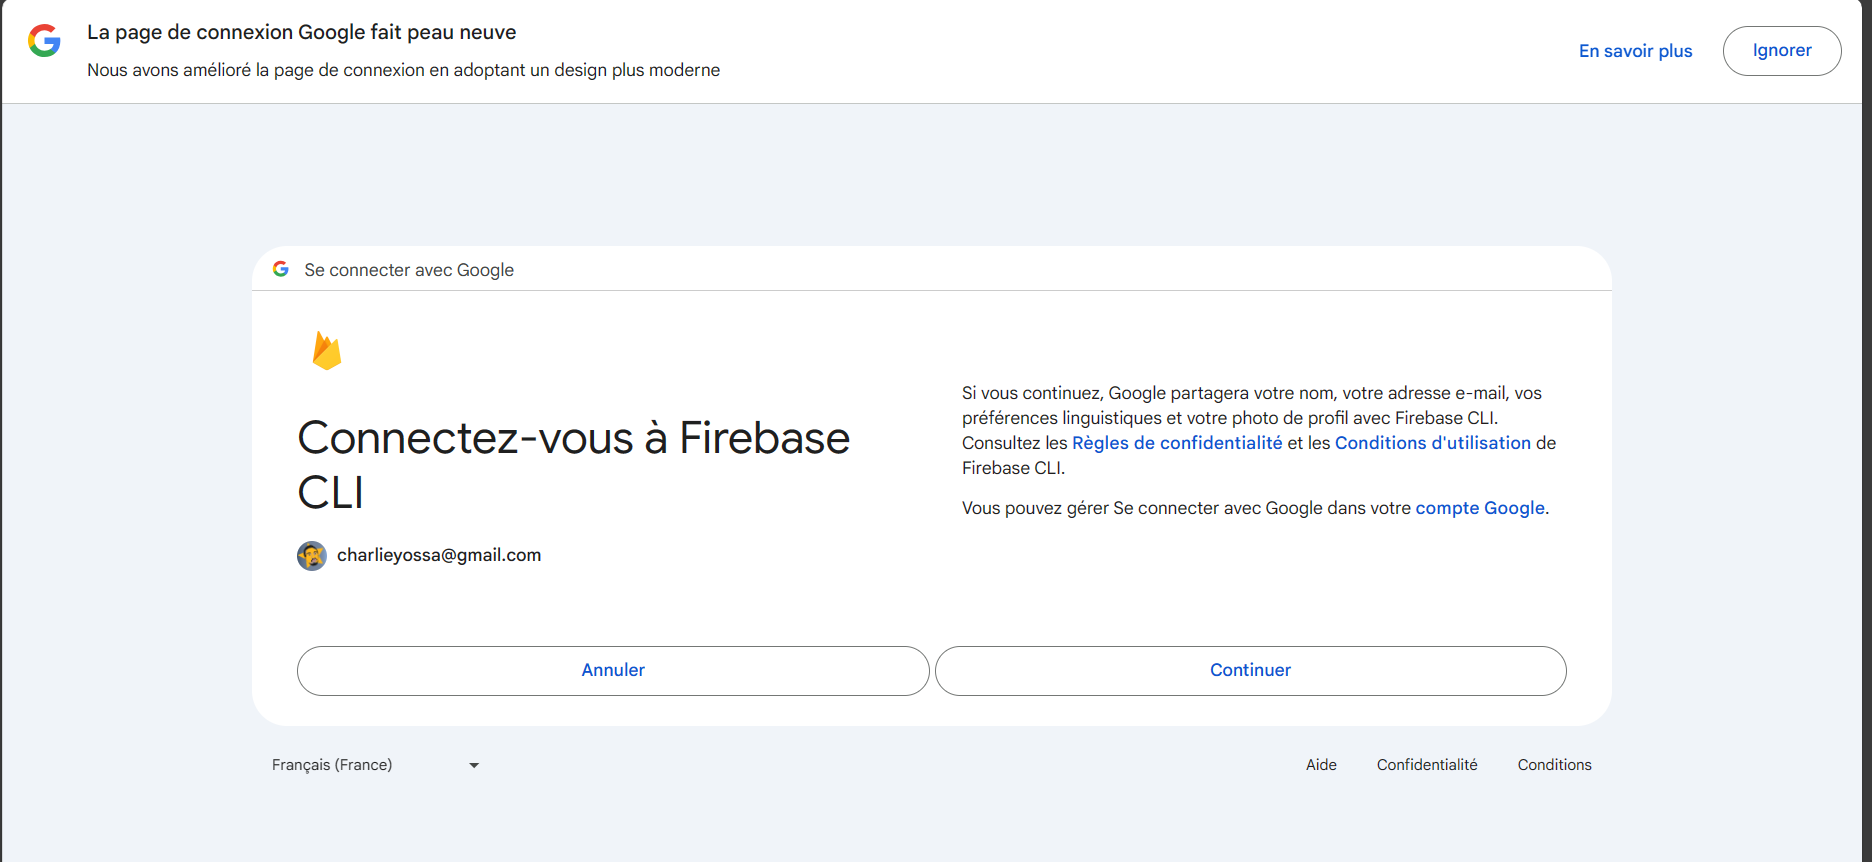 La page de connexion Google fait peau neuve
Nous avons amélioré la page de connexion en adoptant un design plus moderne
En savoir plus
Ignorer
Se connecter avec Google
Connectez-vous à Firebase
CLI
charlieyossa@gmail.com
Si vous continuez, Google partagera votre nom, votre adresse e-mail, vos
préférences linguistiques et votre photo de profil avec Firebase CLI.
Consultez les Règles de confidentialité et les Conditions d'utilisation de
Firebase CLI.
Vous pouvez gérer Se connecter avec Google dans votre compte Google.
Annuler
Continuer
Français (France)
Aide
Confidentialité
Conditions